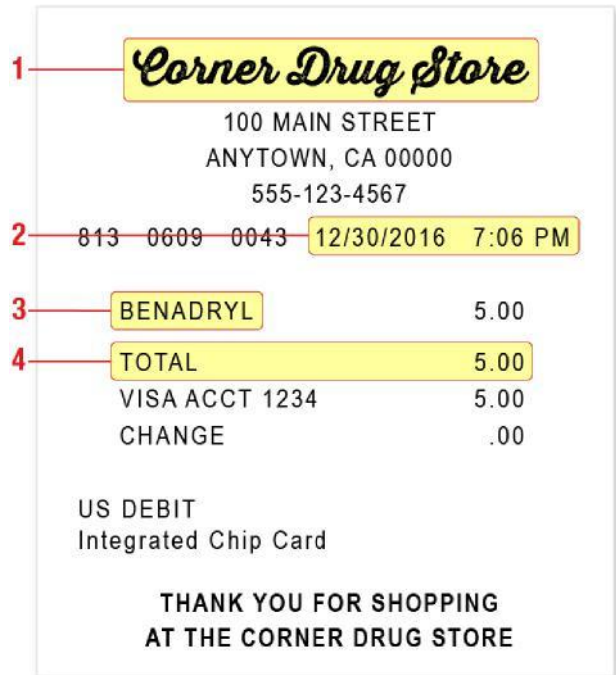 1 Corner Drug Store
100 MAIN STREET
ANYTOWN, CA 00000
555-123-4567
2 813 0609 0043 12/30/2016 7:06 PM
3 BENADRYL 5.00
4 TOTAL 5.00
VISA ACCT 1234 5.00
CHANGE .00
US DEBIT
Integrated Chip Card
THANK YOU FOR SHOPPING
AT THE CORNER DRUG STORE